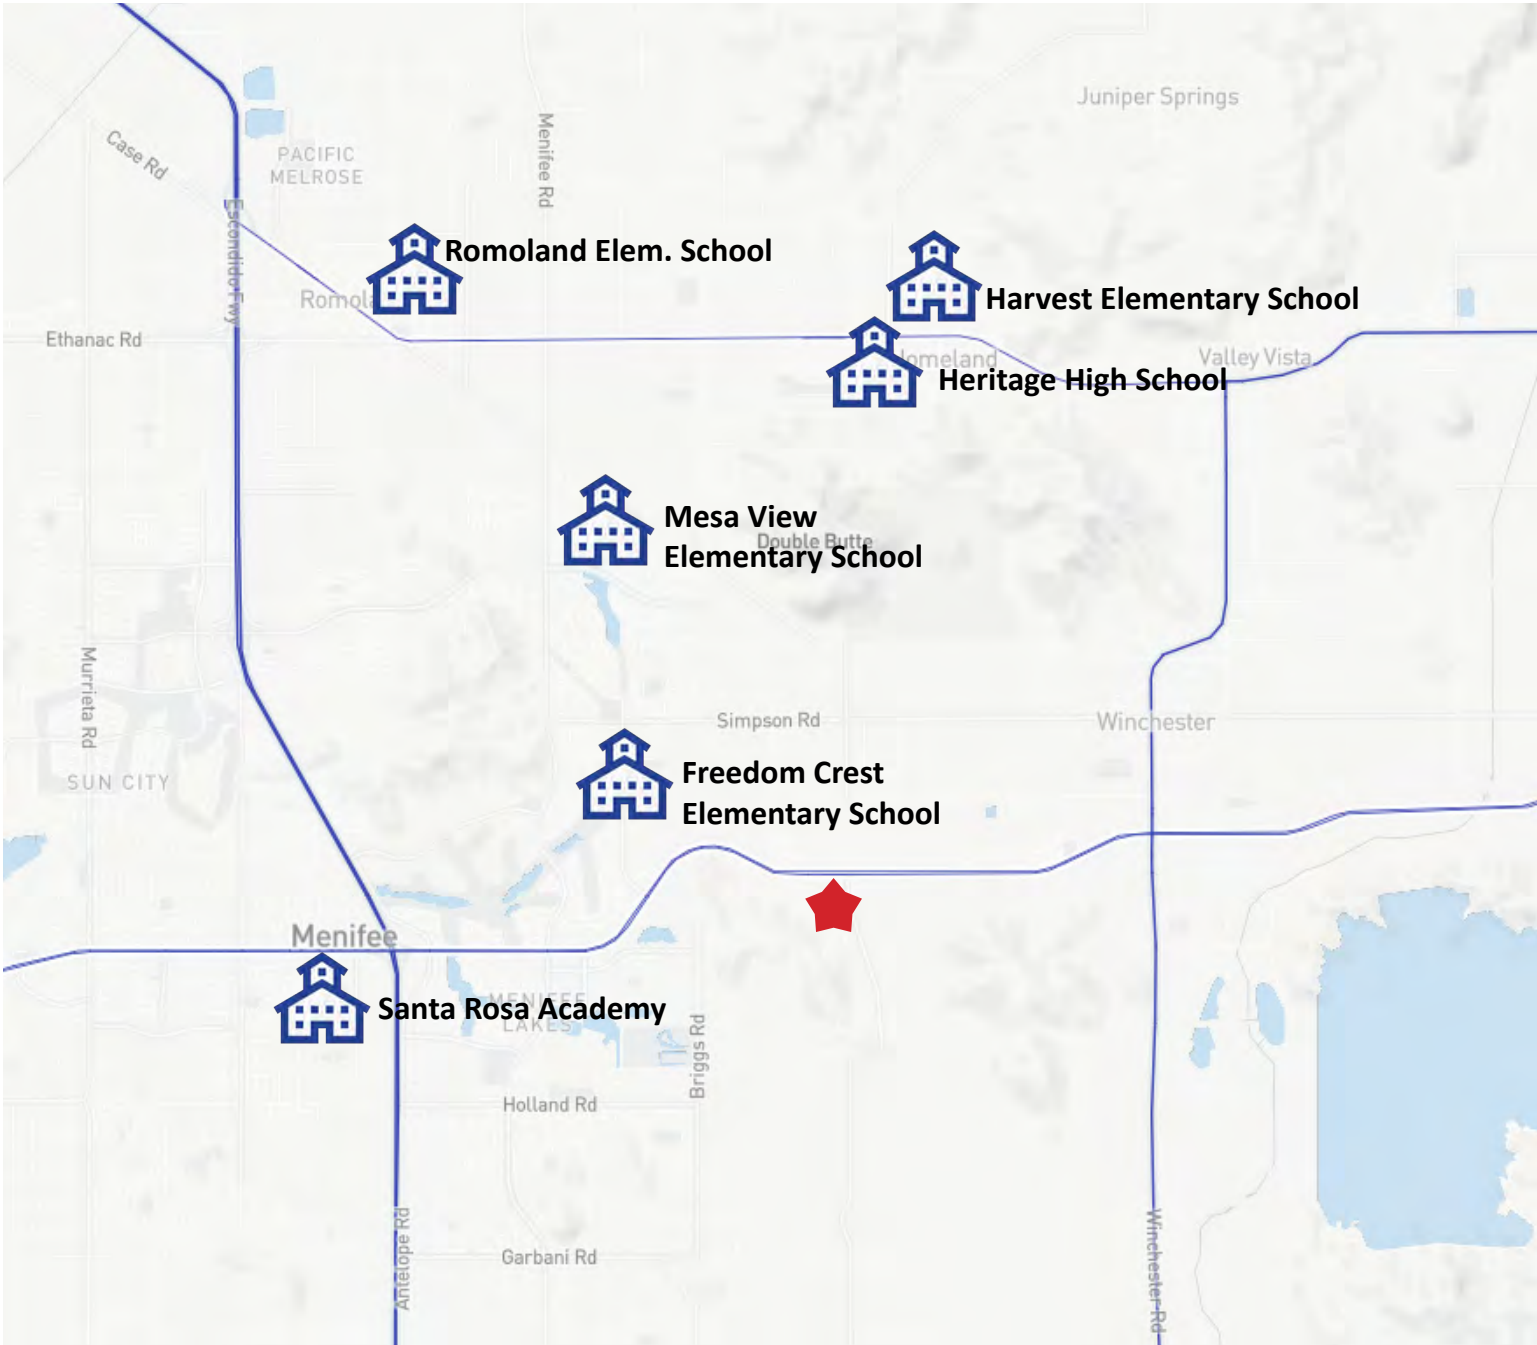 Juniper Springs
Case Rd
PACIFIC
MELROSE
Menifee Rd
Escondido Fwy
Romoland Elem. School
Harvest Elementary School
Ethanac Rd
Valley Vista
Heritage High School
Mesa View
Double Butte
Elementary School
Murrieta Rd
Simpson Rd
Winchester
SUN CITY
Freedom Crest
Elementary School
Menifee
MENIFEE
LAKES
Santa Rosa Academy
Briggs Rd
Holland Rd
Antelope Rd
Garbani Rd
Winchester Rd